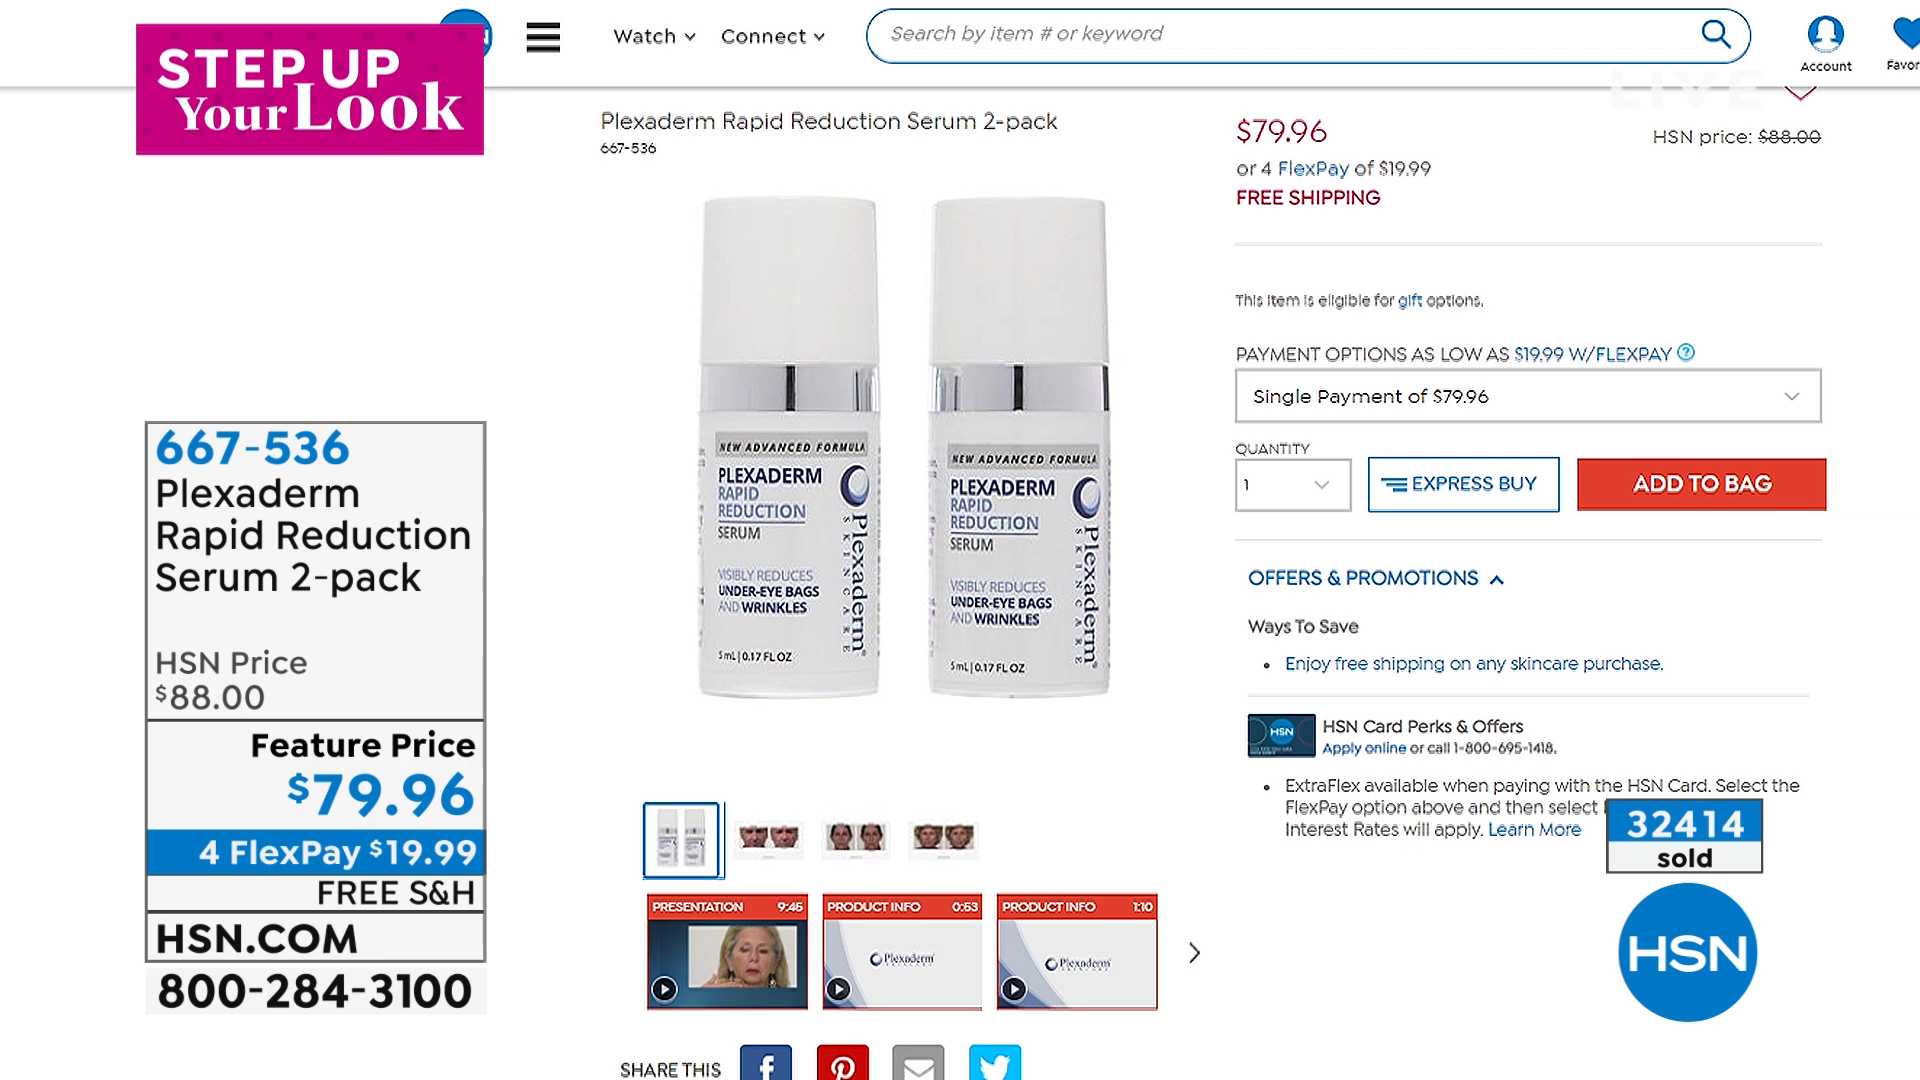 STEP UP
Your Look
Watch
Connect
Search by item # or keyword
Account
Favor
LIVE
Plexaderm Rapid Reduction Serum 2-pack
667-536
$79.96
HSN price: $88.00
or 4 FlexPay of $19.99
FREE SHIPPING
This item is eligible for gift options.
PAYMENT OPTIONS AS LOW AS $19.99 W/FLEXPAY ?
Single Payment of $79.96
QUANTITY
1
EXPRESS BUY
ADD TO BAG
OFFERS & PROMOTIONS
Ways To Save
• Enjoy free shipping on any skincare purchase.
HSN
HSN Card Perks & Offers
Apply online or call 1-800-695-1418.
• ExtraFlex available when paying with the HSN Card. Select the
FlexPay option above and then select
Interest Rates will apply. Learn More
NEW ADVANCED FORMULA
PLEXADERM
RAPID
REDUCTION
SERUM
VISIBLY REDUCES
UNDER-EYE BAGS
AND WRINKLES
5 mL | 0.17 FL OZ
Plexaderm®
SKINCARE
NEW ADVANCED FORMULA
PLEXADERM
RAPID
REDUCTION
SERUM
VISIBLY REDUCES
UNDER-EYE BAGS
AND WRINKLES
5 mL | 0.17 FL OZ
Plexaderm®
SKINCARE
667-536
Plexaderm
Rapid Reduction
Serum 2-pack
HSN Price
$88.00
Feature Price
$79.96
4 FlexPay $19.99
FREE S&H
HSN.COM
800-284-3100
PRESENTATION 9:45
PRODUCT INFO 0:53
Plexaderm
PRODUCT INFO 1:10
Plexaderm
SHARE THIS
32414
sold
HSN